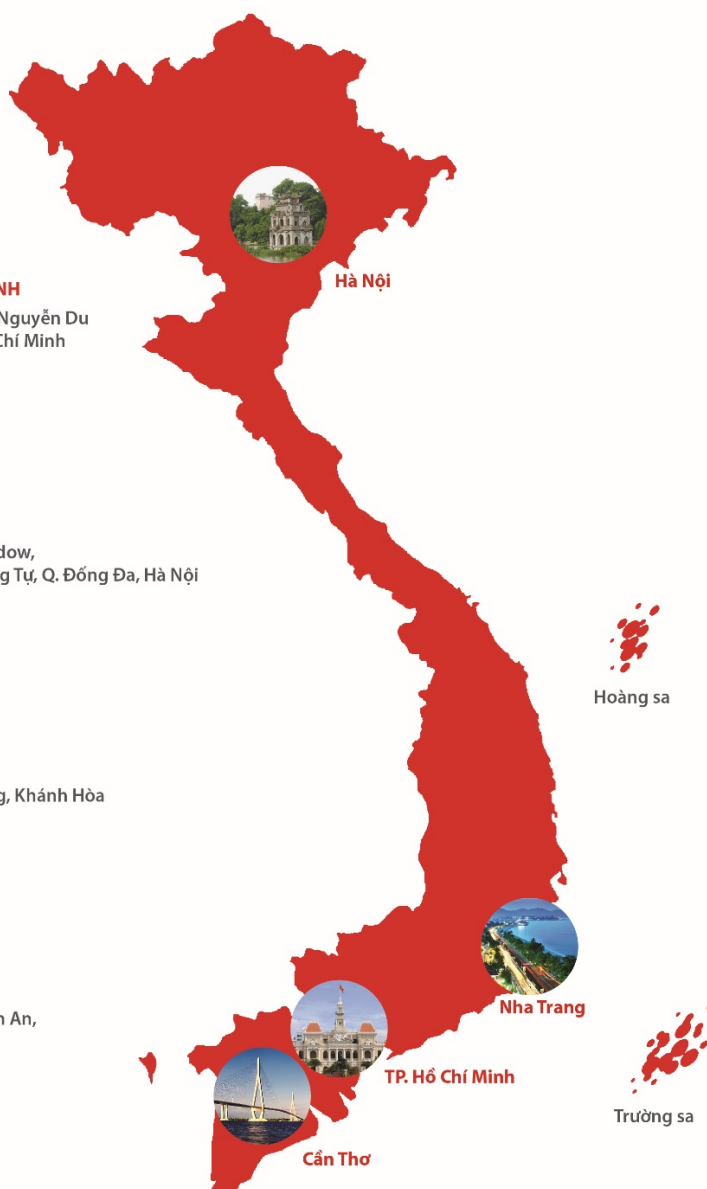 Hà Nội
NH
Nguyễn Du
Chí Minh
dow,
g Tự, Q. Đống Đa, Hà Nội
Hoàng sa
g, Khánh Hòa
Nha Trang
n An,
TP. Hồ Chí Minh
Trường sa
Cần Thơ